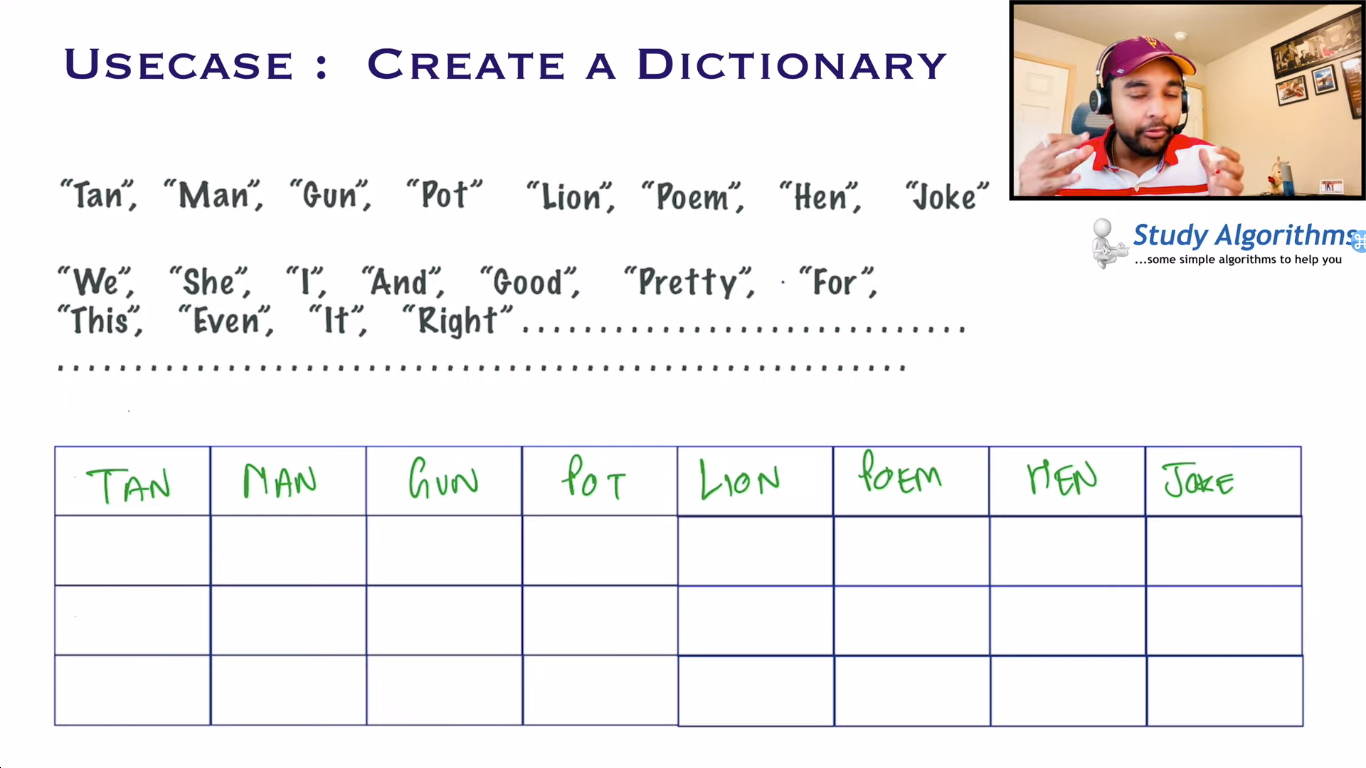 USECASE : CREATE A DICTIONARY
“Tan”, “Man”, “Gun”, “Pot” “Lion”, “Poem”, “Hen”, “Joke”
Study Algorithms
...some simple algorithms to help you
“We”, “She”, “I”, “And”, “Good”, “Pretty”, “For”,
“This”, “Even”, “It”, “Right” . . . . . . . . . . . . . . . . . . . . . . . . . . . . .
. . . . . . . . . . . . . . . . . . . . . . . . . . . . . . . . . . . . . . . . . . . . . . . . . . . . . .
TAN MAN GUN POT LION POEM HEN JOKE